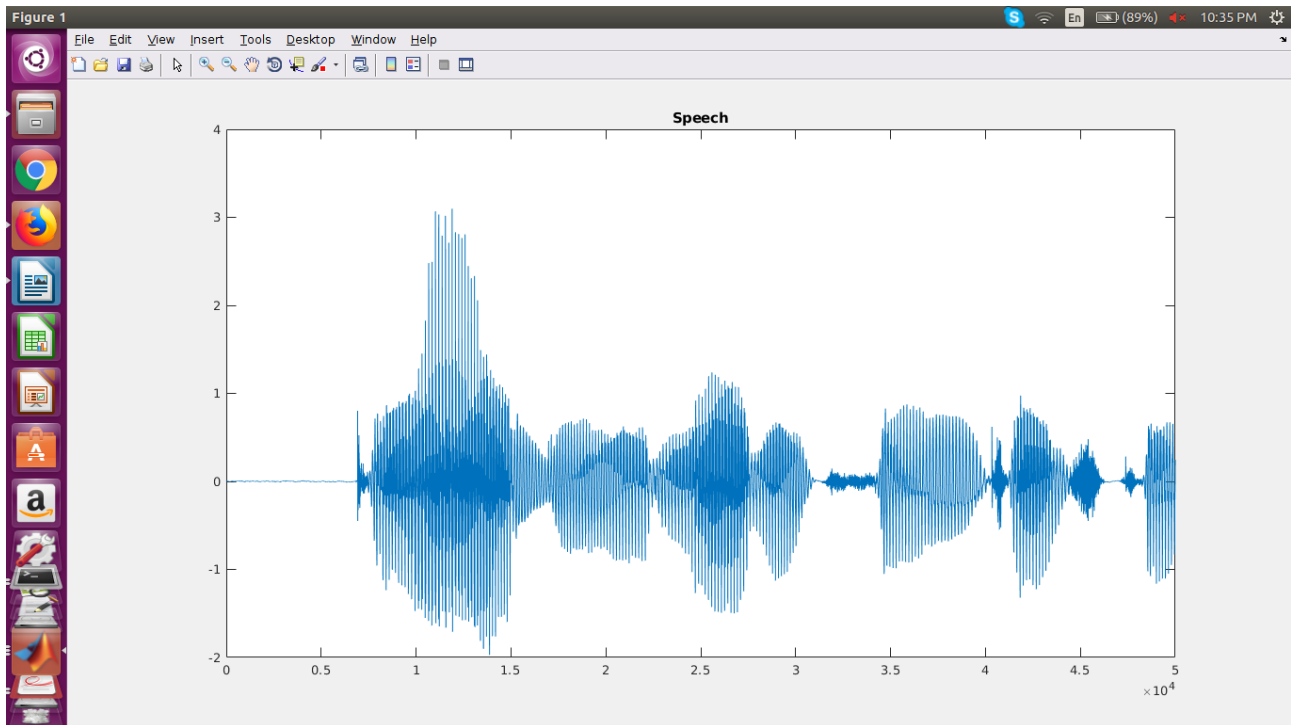 Figure 1
S En (89%) 10:35 PM
File Edit View Insert Tools Desktop Window Help
Speech
4
3
2
1
0
-1
-2
0 0.5 1 1.5 2 2.5 3 3.5 4 4.5 5
×10⁴
A
a